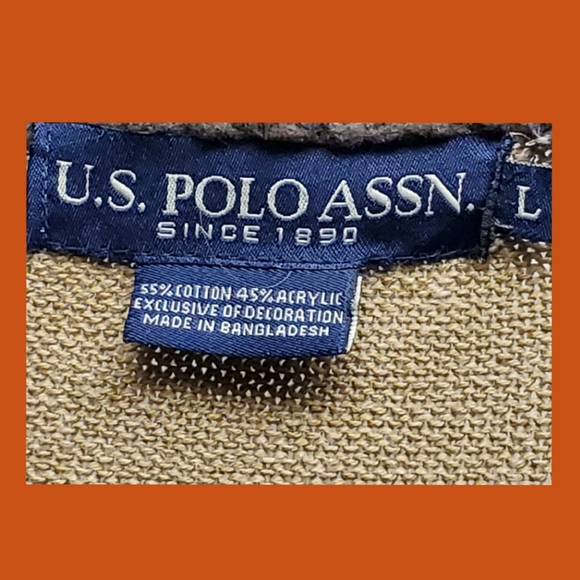 U.S. POLO ASSN.
L
SINCE 1890
55% COTTON 45% ACRYLIC
EXCLUSIVE OF DECORATION
MADE IN BANGLADESH